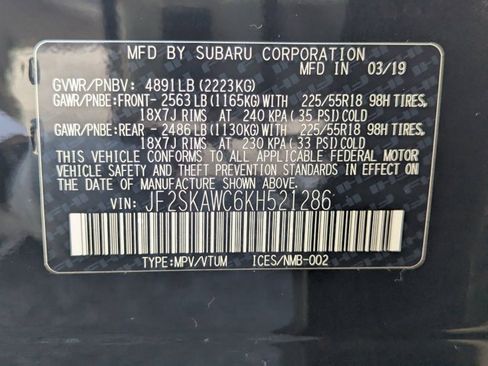 MFD BY SUBARU CORPORATION
GVWR/PNBV: 4891LB(2223KG) MFD IN 03/19
GAWR/PNBE:FRONT- 2563LB(1165KG)WITH 225/55R18 98H TIRES,
18X7J RIMS AT 240 KPA(35 PSI)COLD
GAWR/PNBE:REAR - 2486LB(1130KG)WITH 225/55R18 98H TIRES,
18X7J RIMS AT 230 KPA(33 PSI)COLD
THIS VEHICLE CONFORMS TO ALL APPLICABLE FEDERAL MOTOR
VEHICLE SAFETY AND THEFT PREVENTION STANDARDS IN EFFECT
ON THE DATE OF MANUFACTURE SHOWN ABOVE.
VIN: JF2SKAWC6KH521286
TYPE:MPV/VTUM ICES/NMB-002